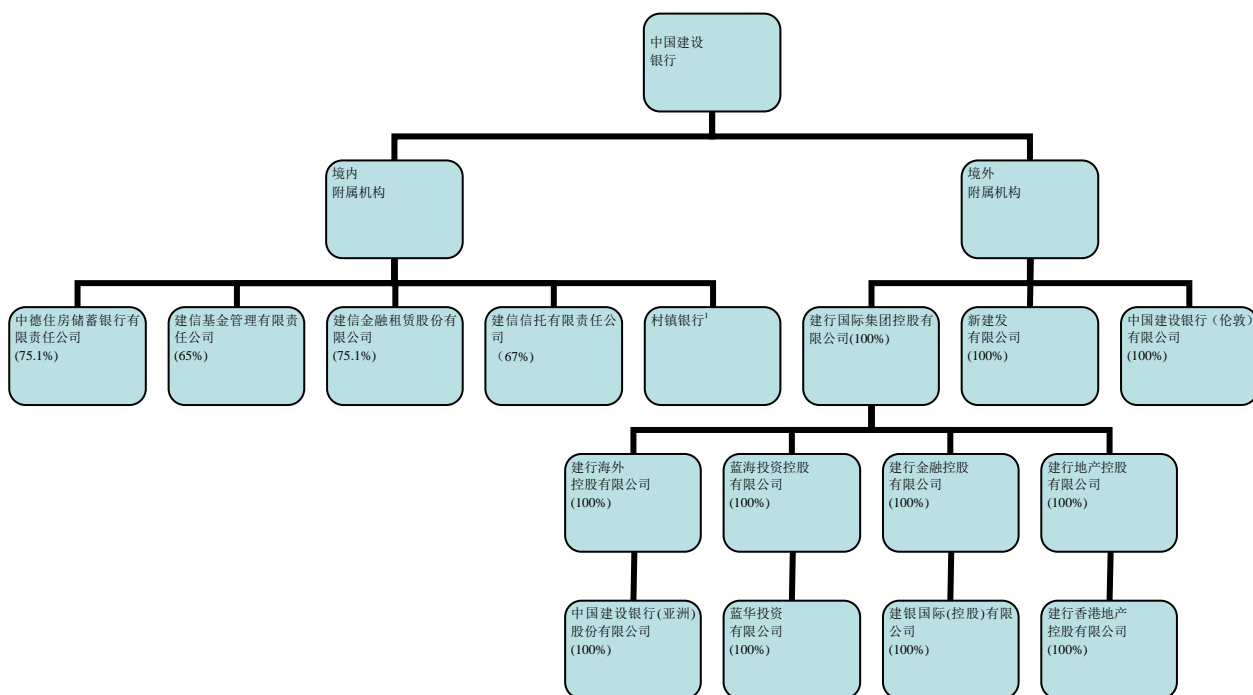 中国建设
银行
境内
附属机构
境外
附属机构
中德住房储蓄银行有
限责任公司
(75.1%)
建信基金管理有限责
任公司
(65%)
建信金融租赁股份有
限公司
(75.1%)
建信信托有限责任公
司
（67%）
村镇银行1
建行国际集团控股有
限公司(100%)
新建发
有限公司
(100%)
中国建设银行（伦敦）
有限公司
(100%)
建行海外
控股有限公司
(100%)
蓝海投资控股
有限公司
(100%)
建行金融控股
有限公司
(100%)
建行地产控股
有限公司
(100%)
中国建设银行(亚洲)
股份有限公司
(100%)
蓝华投资
有限公司
(100%)
建银国际(控股)有限
公司
(100%)
建行香港地产
控股有限公司
(100%)